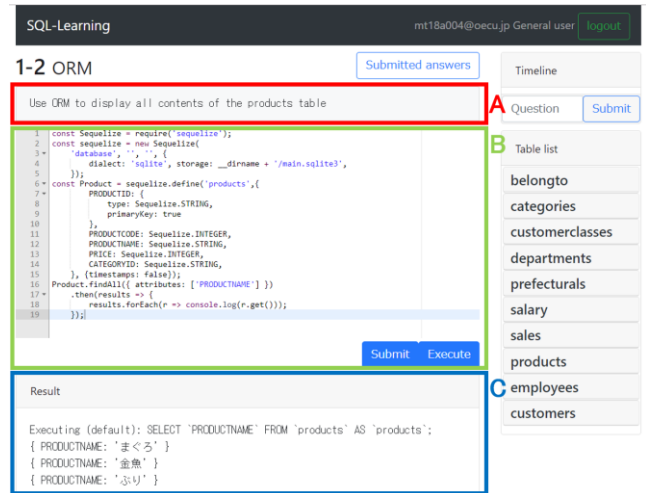 SQL-Learning
mt18a004@oecu.jp General user logout
1-2 ORM
Submitted answers
Use ORM to display all contents of the products table
A
B
1 const Sequelize = require('sequelize');
2 const sequelize = new Sequelize(
3 'database', '', '', {
4 dialect: 'sqlite', storage: __dirname + '/main.sqlite3',
5 });
6 const Product = sequelize.define('products',{
7 PRODUCTID: {
8 type: Sequelize.STRING,
9 primaryKey: true
10 },
11 PRODUCTCODE: Sequelize.INTEGER,
12 PRODUCTNAME: Sequelize.STRING,
13 PRICE: Sequelize.INTEGER,
14 CATEGORYID: Sequelize.STRING,
15 }, {timestamps: false});
16 Product.findAll({ attributes: ['PRODUCTNAME'] })
17 .then(results => {
18 results.forEach(r => console.log(r.get()));
19 });
Submit Execute
C
Result
Executing (default): SELECT `PRODUCTNAME` FROM `products` AS `products`;
{ PRODUCTNAME: 'まぐろ' }
{ PRODUCTNAME: '金魚' }
{ PRODUCTNAME: 'ぶり' }
Timeline
Question Submit
Table list
belongto
categories
customerclasses
departments
prefecturals
salary
sales
products
employees
customers